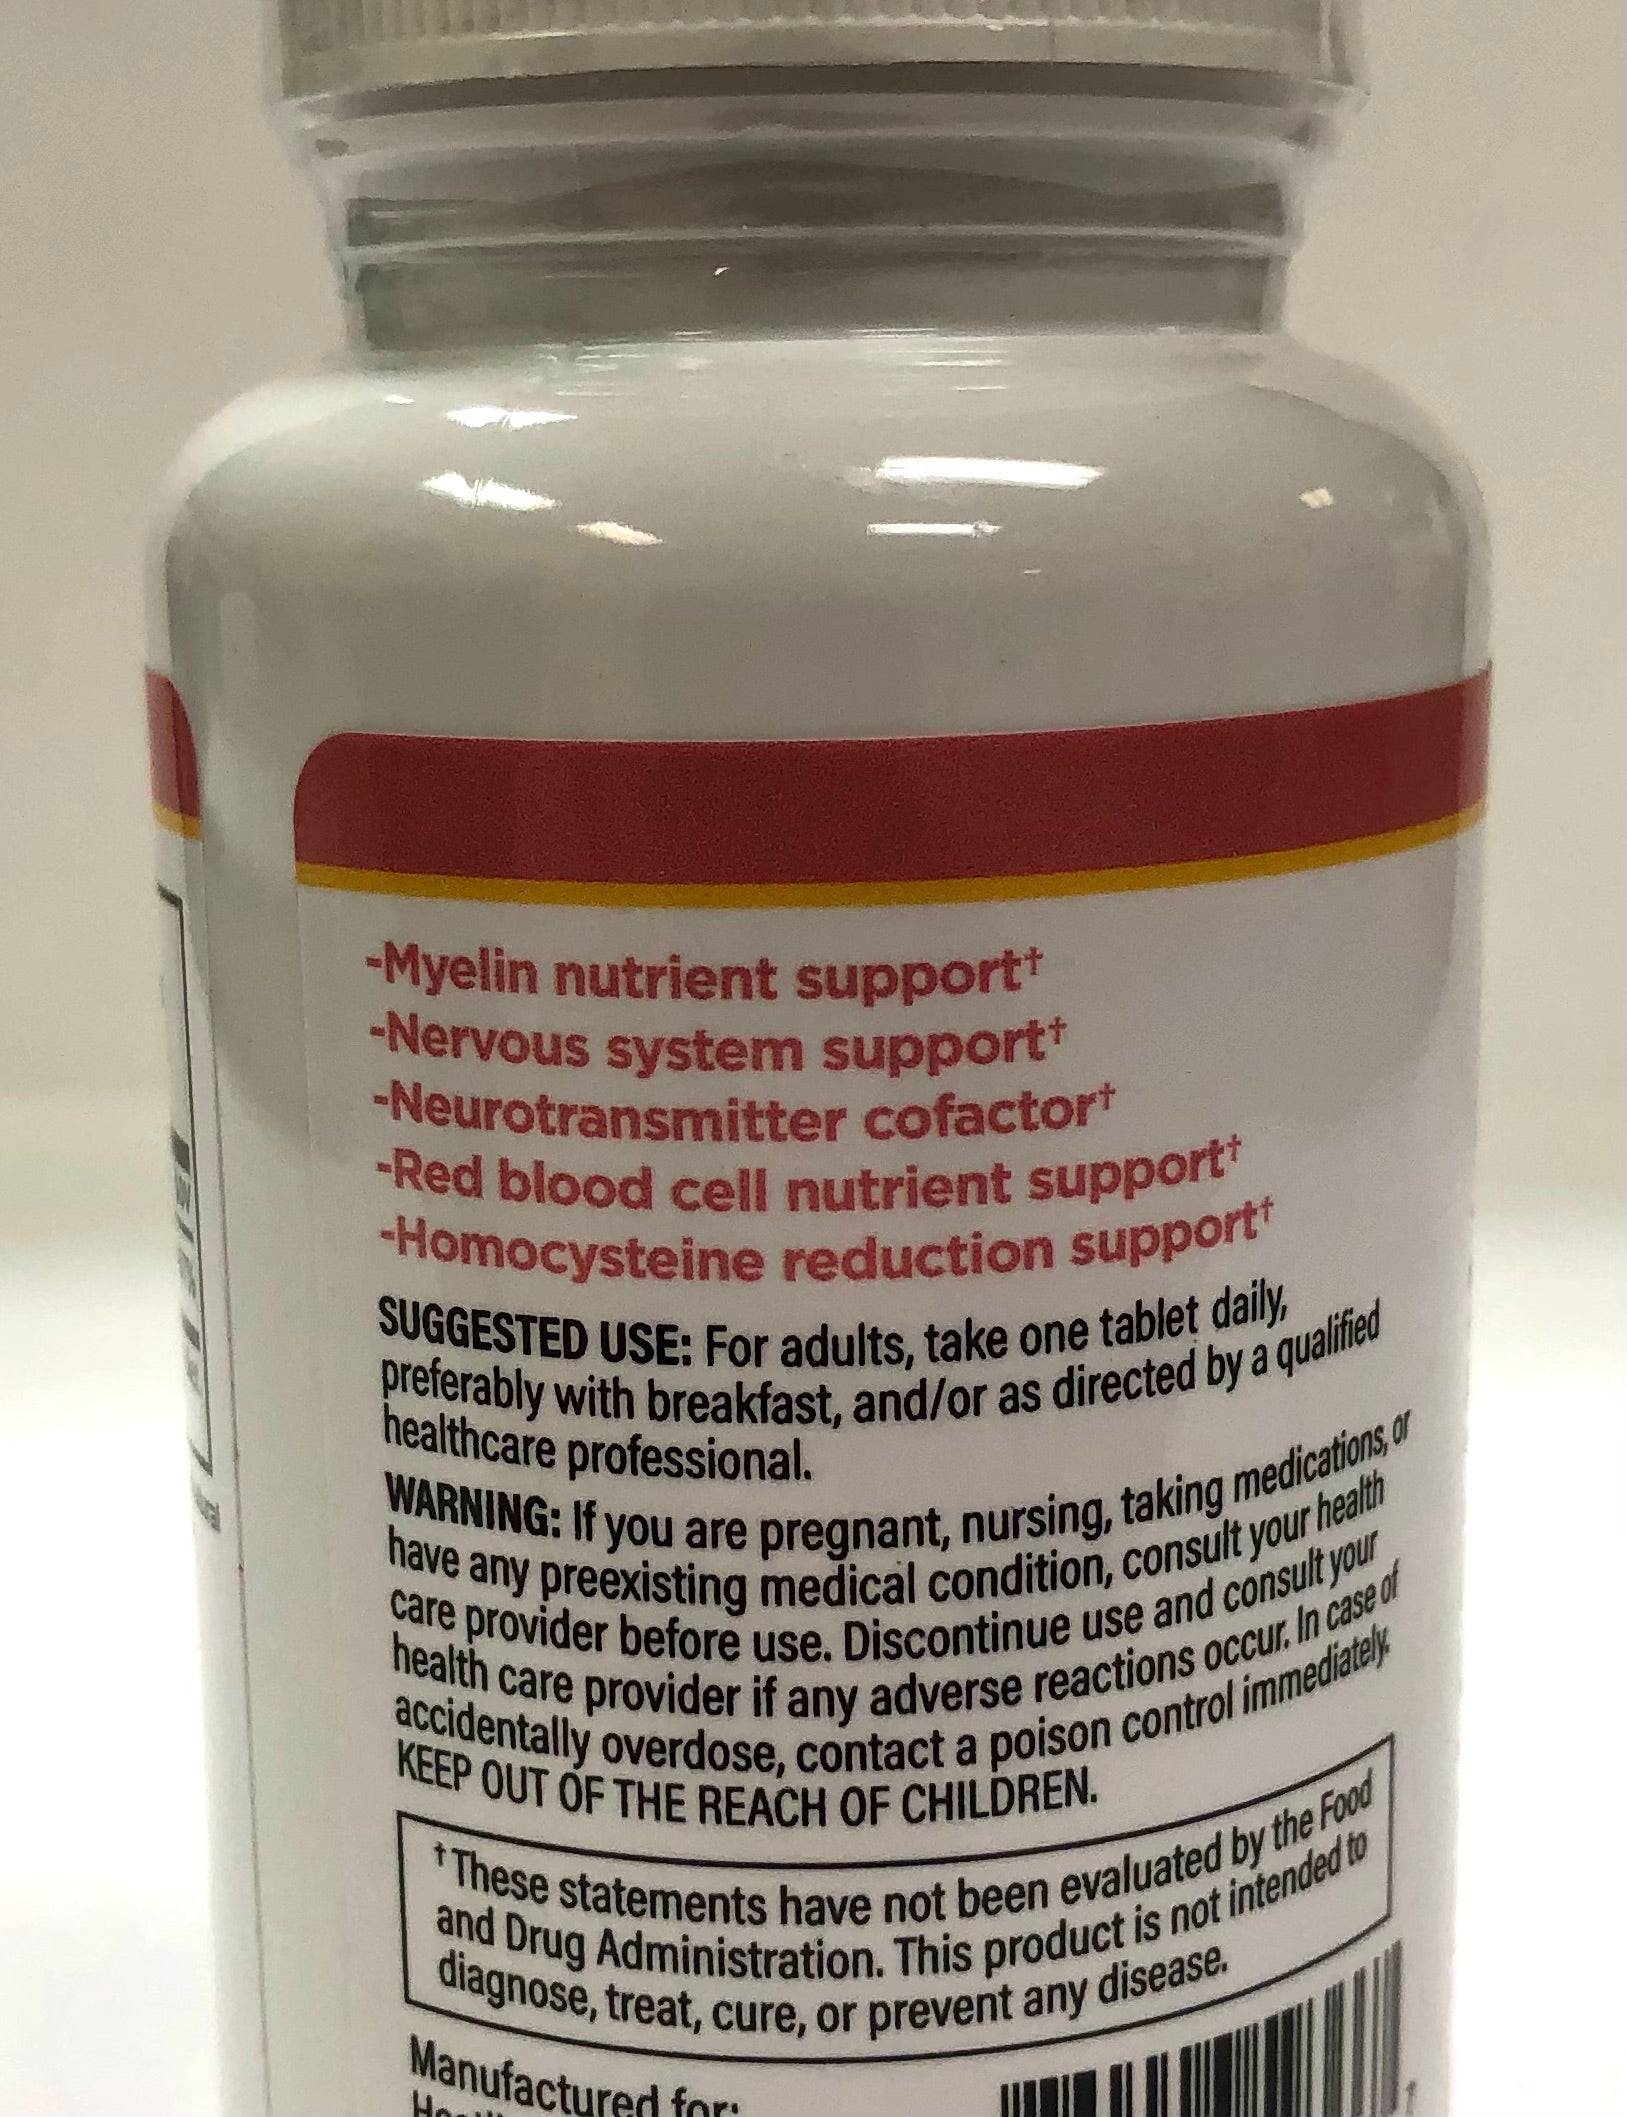 -Myelin nutrient support†
-Nervous system support†
-Neurotransmitter cofactor†
-Red blood cell nutrient support†
-Homocysteine reduction support†
SUGGESTED USE: For adults, take one tablet daily,
preferably with breakfast, and/or as directed by a qualified
healthcare professional.
WARNING: If you are pregnant, nursing, taking medications, or
have any preexisting medical condition, consult your health
care provider before use. Discontinue use and consult your
health care provider if any adverse reactions occur. In case of
accidentally overdose, contact a poison control immediately.
KEEP OUT OF THE REACH OF CHILDREN.
†These statements have not been evaluated by the Food
and Drug Administration. This product is not intended to
diagnose, treat, cure, or prevent any disease.
Manufactured for: